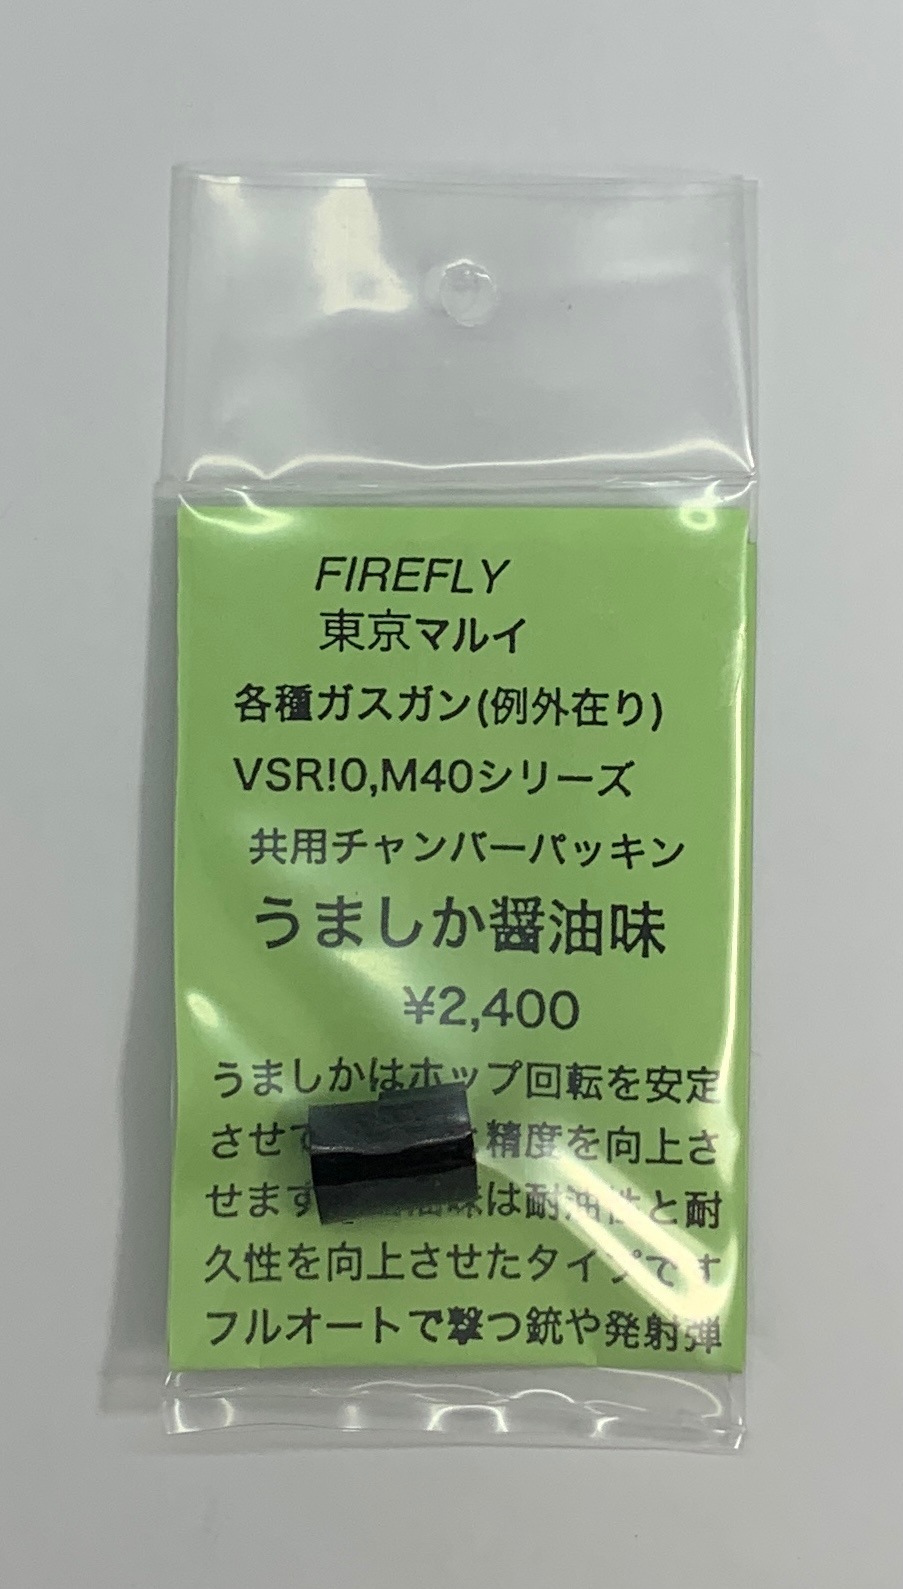 FIREFLY
東京マルイ
各種ガスガン(例外在り)
VSR!0,M40シリーズ
共用チャンバーパッキン
うましか醤油味
¥2,400
うましかはホップ回転を安定
させて 精度を向上さ
せます 油味は耐油性と耐
久性を向上させたタイプです
フルオートで撃つ銃や発射弾